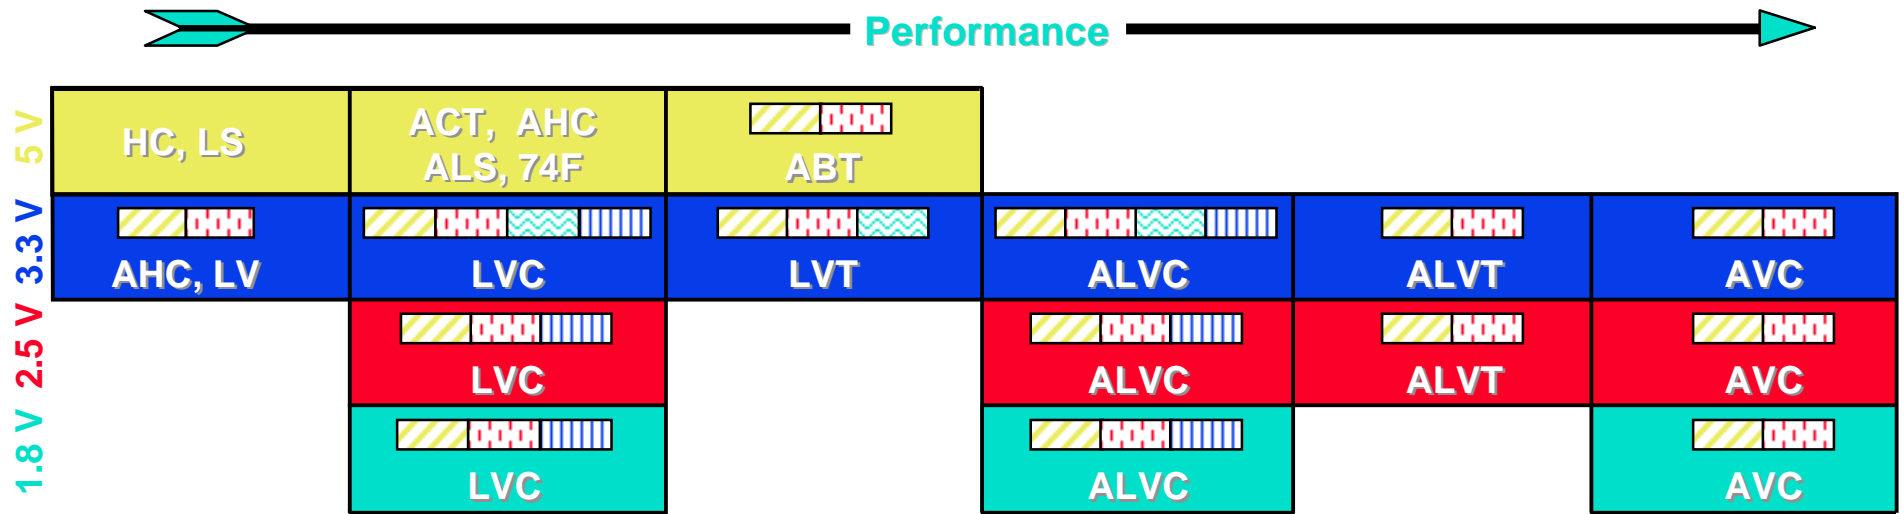 Performance
5 V
HC, LS
ACT, AHC
ALS, 74F
ABT
3.3 V
AHC, LV
LVC
LVT
ALVC
ALVT
AVC
2.5 V
LVC
ALVC
ALVT
AVC
1.8 V
LVC
ALVC
AVC